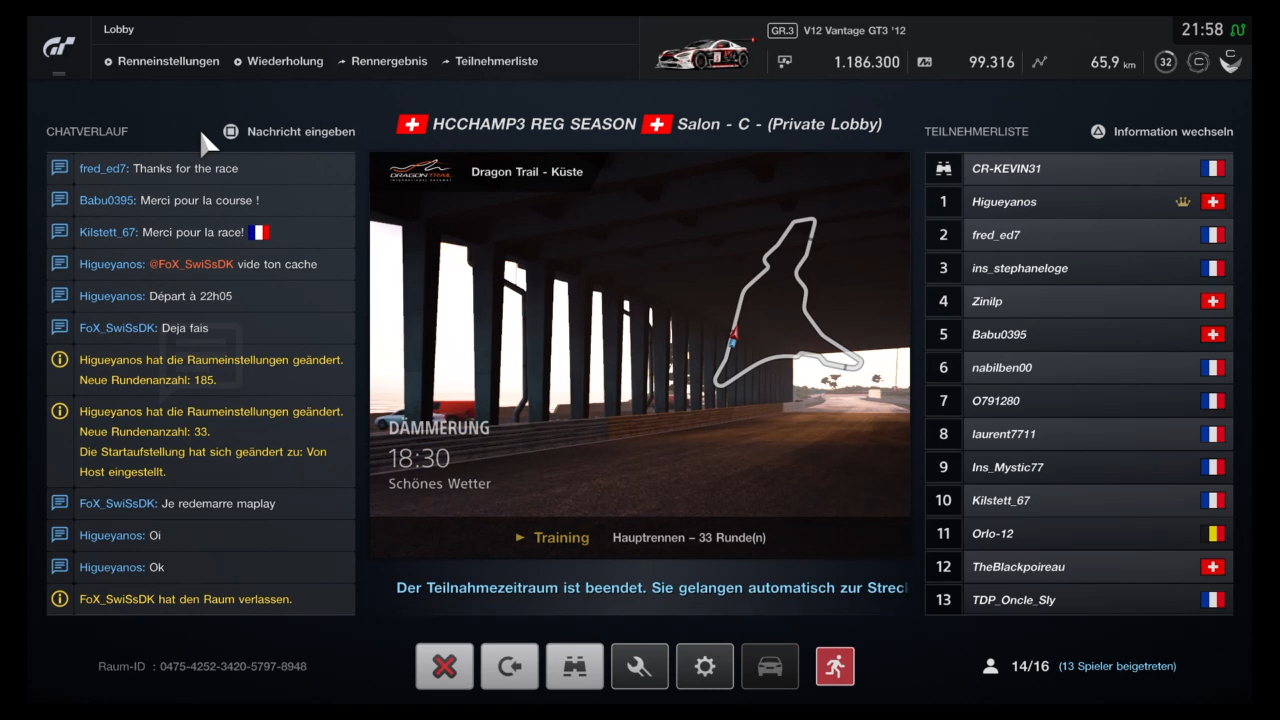 Lobby
Renneinstellungen Wiederholung Rennergebnis Teilnehmerliste
GR.3 V12 Vantage GT3 '12
1.186.300 99.316 65,9 km 32 C C
21:58
CHATVERLAUF Nachricht eingeben
fred_ed7: Thanks for the race
Babu0395: Merci pour la course !
Kilstett_67: Merci pour la race!
Higueyanos: @FoX_SwiSsDK vide ton cache
Higueyanos: Départ à 22h05
FoX_SwiSsDK: Deja fais
Higueyanos hat die Raumeinstellungen geändert.
Neue Rundenanzahl: 185.
Higueyanos hat die Raumeinstellungen geändert.
Neue Rundenanzahl: 33.
Die Startaufstellung hat sich geändert zu: Von
Host eingestellt.
FoX_SwiSsDK: Je redemarre maplay
Higueyanos: Oi
Higueyanos: Ok
FoX_SwiSsDK hat den Raum verlassen.
Raum-ID : 0475-4252-3420-5797-8948
HCCHAMP3 REG SEASON Salon - C - (Private Lobby)
DRAGON TRAIL
Dragon Trail - Küste
DÄMMERUNG
18:30
Schönes Wetter
Training Hauptrennen – 33 Runde(n)
Der Teilnahmezeitraum ist beendet. Sie gelangen automatisch zur Strec
TEILNEHMERLISTE Information wechseln
CR-KEVIN31
1 Higueyanos
2 fred_ed7
3 ins_stephaneloge
4 Zinilp
5 Babu0395
6 nabilben00
7 O791280
8 laurent7711
9 Ins_Mystic77
10 Kilstett_67
11 Orlo-12
12 TheBlackpoireau
13 TDP_Oncle_Sly
14/16 (13 Spieler beigetreten)